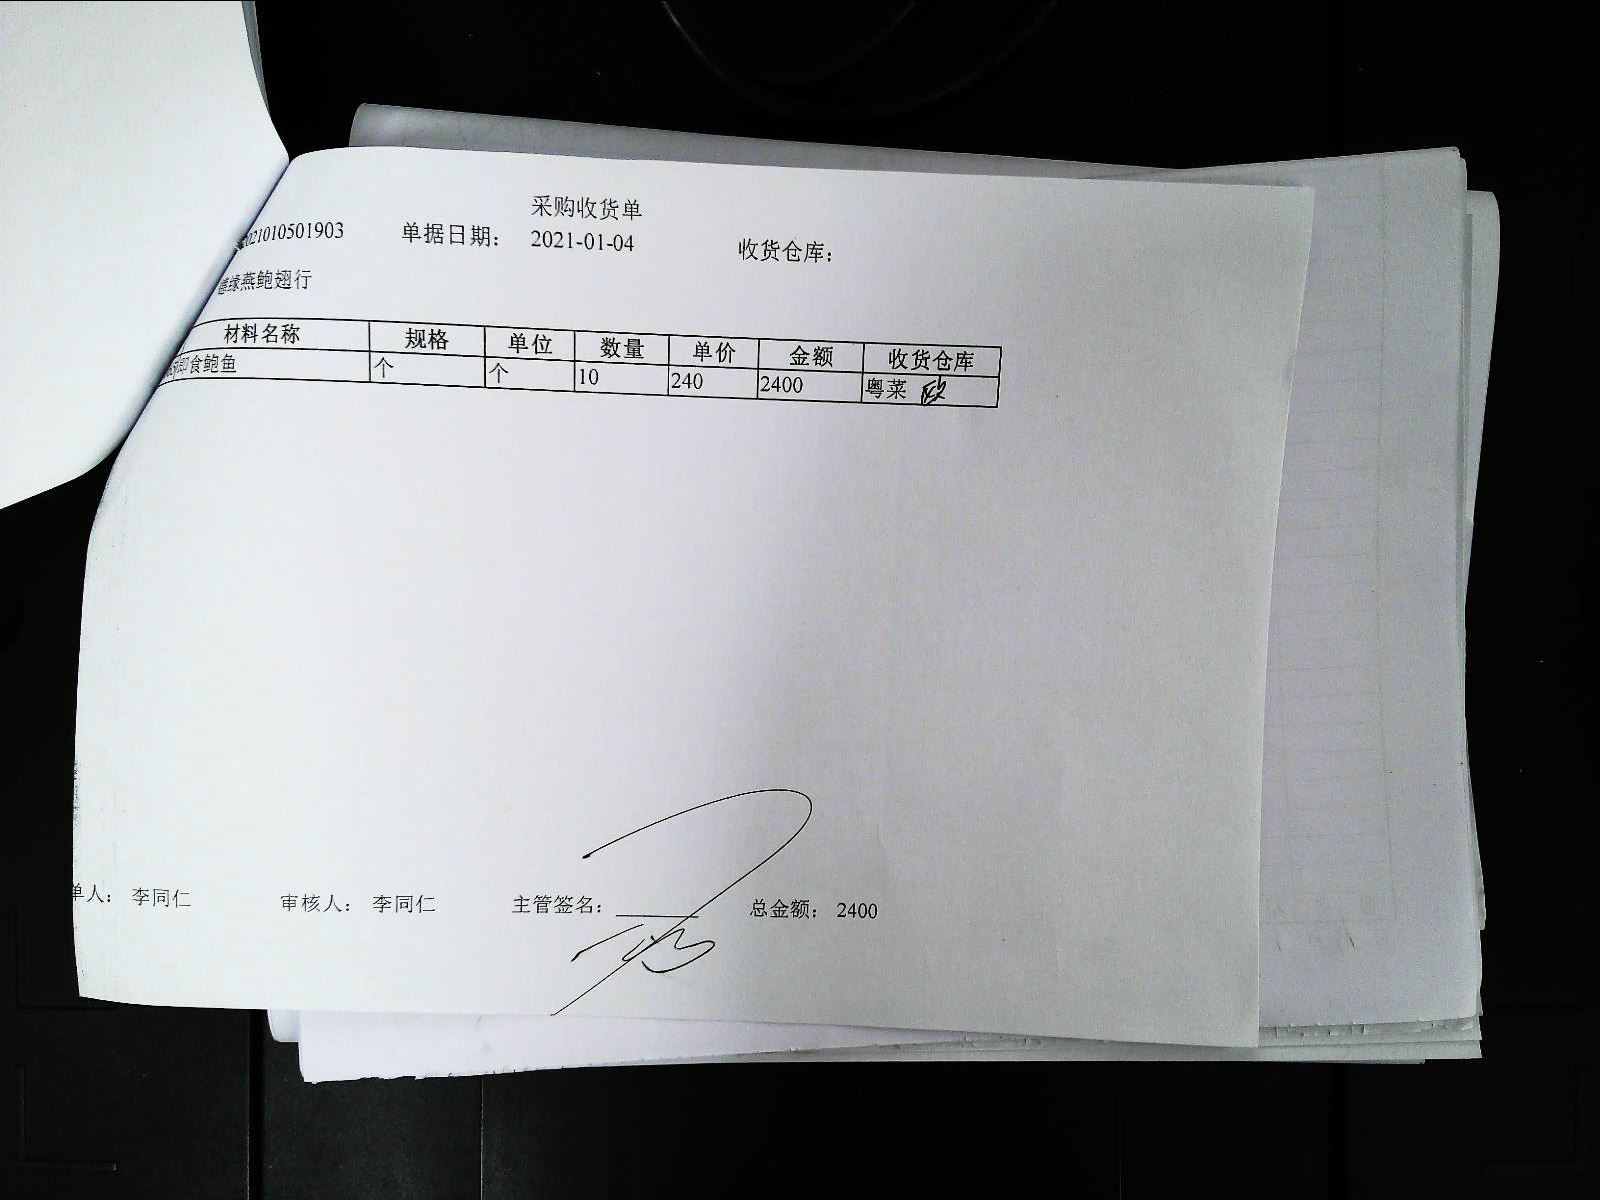 采购收货单
021010501903 单据日期： 2021-01-04 收货仓库：
缘燕鲍翅行
材料名称 规格 单位 数量 单价 金额 收货仓库
即食鲍鱼 个 个 10 240 2400 粤菜
单人： 李同仁 审核人： 李同仁 主管签名： 总金额： 2400